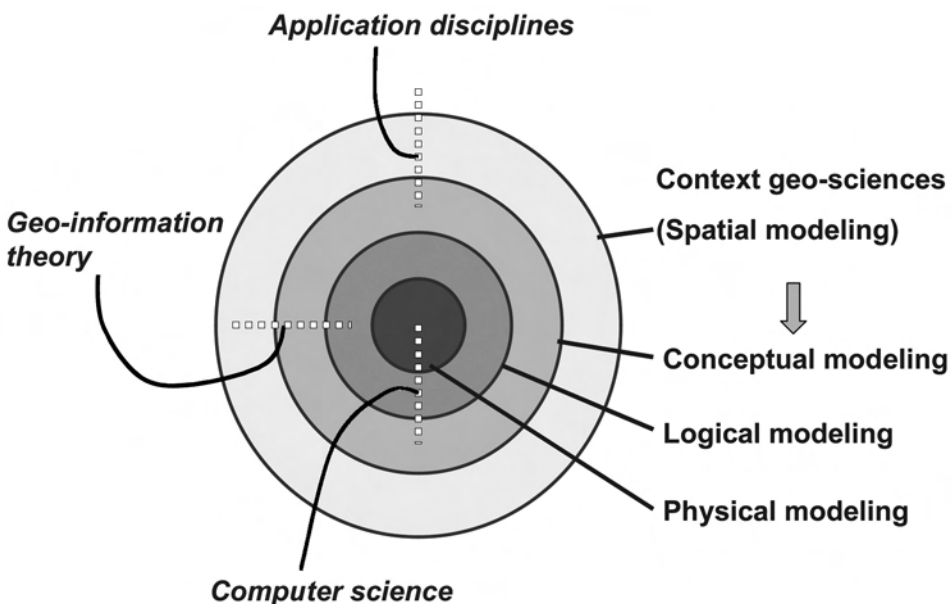 Application disciplines
Context geo-sciences
(Spatial modeling)
Geo-information
theory
Conceptual modeling
Logical modeling
Physical modeling
Computer science